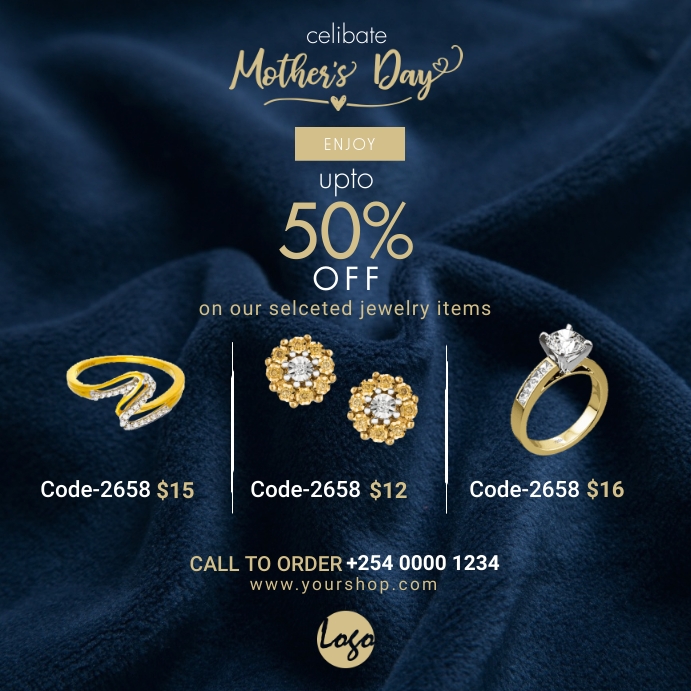 celibate
Mother's Day
ENJOY
upto
50%
OFF
on our selceted jewelry items
Code-2658 $15
Code-2658 $12
Code-2658 $16
CALL TO ORDER +254 0000 1234
www.yourshop.com
Logo